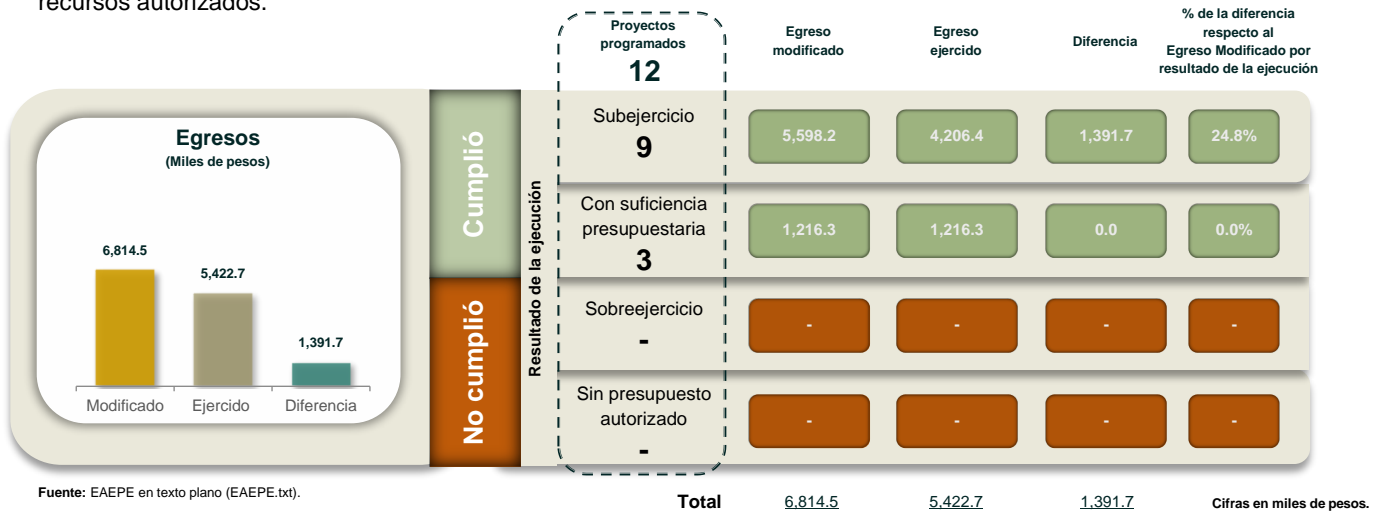 recursos autorizados.
Proyectos
programados
12
Egreso
modificado
Egreso
ejercido
Diferencia
% de la diferencia
respecto al
Egreso Modificado por
resultado de la ejecución
Egresos
(Miles de pesos)
6,814.5
5,422.7
1,391.7
Modificado Ejercido Diferencia
Cumplió
No cumplió
Resultado de la ejecución
Subejercicio
9
5,598.2 4,206.4 1,391.7 24.8%
Con suficiencia
presupuestaria
3
1,216.3 1,216.3 0.0 0.0%
Sobreejercicio
-
- - - -
Sin presupuesto
autorizado
-
- - - -
Fuente: EAEPE en texto plano (EAEPE.txt).
Total 6,814.5 5,422.7 1,391.7 Cifras en miles de pesos.